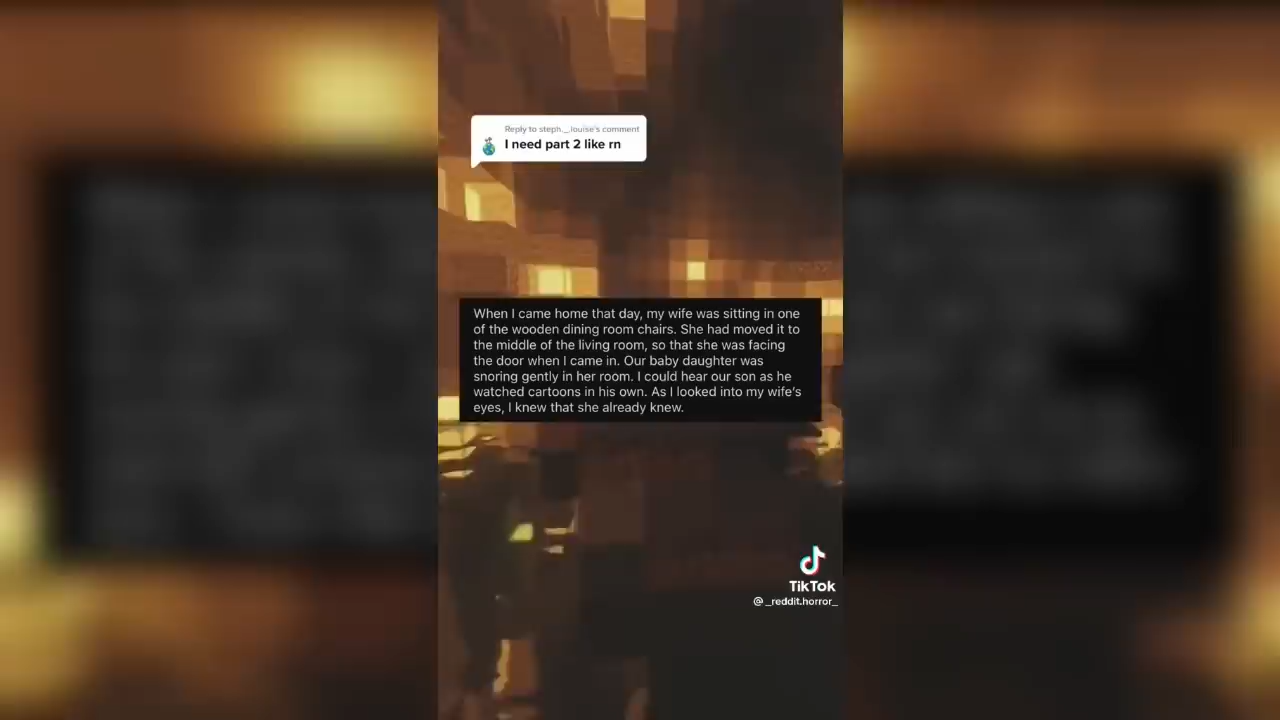 Reply to steph.__.louise's comment
I need part 2 like rn
When I came home that day, my wife was sitting in one
of the wooden dining room chairs. She had moved it to
the middle of the living room, so that she was facing
the door when I came in. Our baby daughter was
snoring gently in her room. I could hear our son as he
watched cartoons in his own. As I looked into my wife's
eyes, I knew that she already knew.
TikTok
@_reddit.horror_